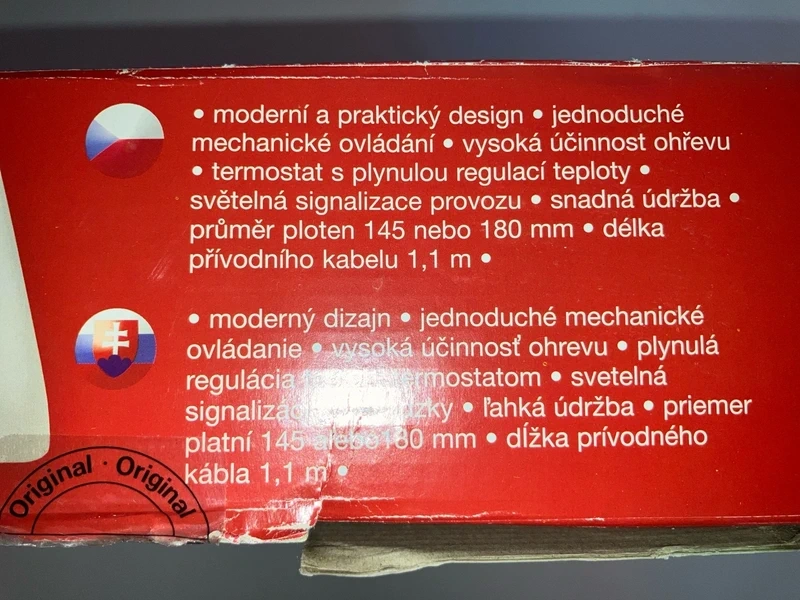 • moderní a praktický design • jednoduché
mechanické ovládání • vysoká účinnost ohřevu
• termostat s plynulou regulací teploty •
světelná signalizace provozu • snadná údržba •
průměr ploten 145 nebo 180 mm • délka
přívodního kabelu 1,1 m •
• moderný dizajn • jednoduché mechanické
ovládanie • vysoká účinnosť ohrevu • plynulá
regulácia termostatom • svetelná
• ľahká údržba • priemer
platní 145 alebo 180 mm • dĺžka prívodného
kábla 1,1 m •
Original · Original